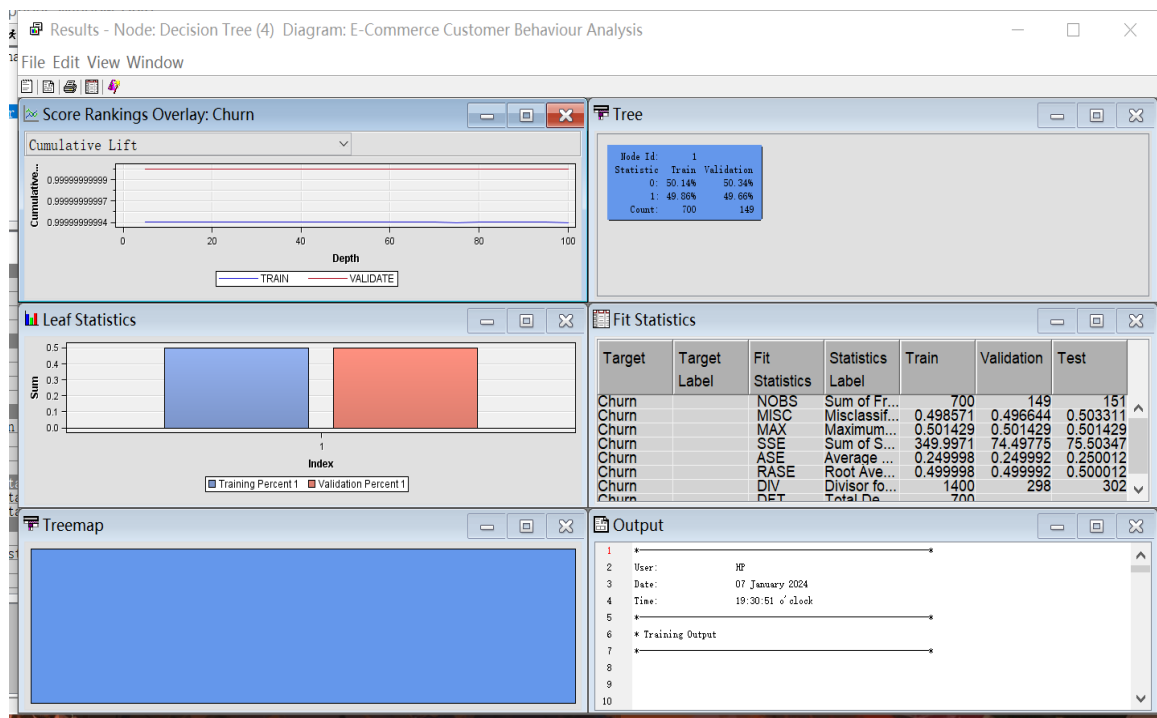 Results - Node: Decision Tree (4) Diagram: E-Commerce Customer Behaviour Analysis
File Edit View Window
Score Rankings Overlay: Churn
Cumulative Lift
Cumulative...
0.99999999999
0.99999999997
0.99999999994
0 20 40 60 80 100
Depth
TRAIN VALIDATE
Tree
Node Id: 1
Statistic Train Validation
0: 50.14% 50.34%
1: 49.86% 49.66%
Count: 700 149
Leaf Statistics
Sum
0.5
0.4
0.3
0.2
0.1
0.0
1
Index
Training Percent 1 Validation Percent 1
Fit Statistics
Target Target Label Fit Statistics Statistics Label Train Validation Test
Churn NOBS Sum of Fr... 700 149 151
Churn MISC Misclassif... 0.498571 0.496644 0.503311
Churn MAX Maximum... 0.501429 0.501429 0.501429
Churn SSE Sum of S... 349.9971 74.49775 75.50347
Churn ASE Average ... 0.249998 0.249992 0.250012
Churn RASE Root Ave... 0.499998 0.499992 0.500012
Churn DIV Divisor fo... 1400 298 302
Churn DFT Total De... 700
Treemap
Output
1 *
*
2 User: HP
3 Date: 07 January 2024
4 Time: 19:30:51 o'clock
5 *
*
6 * Training Output
7 *
*
8
9
10